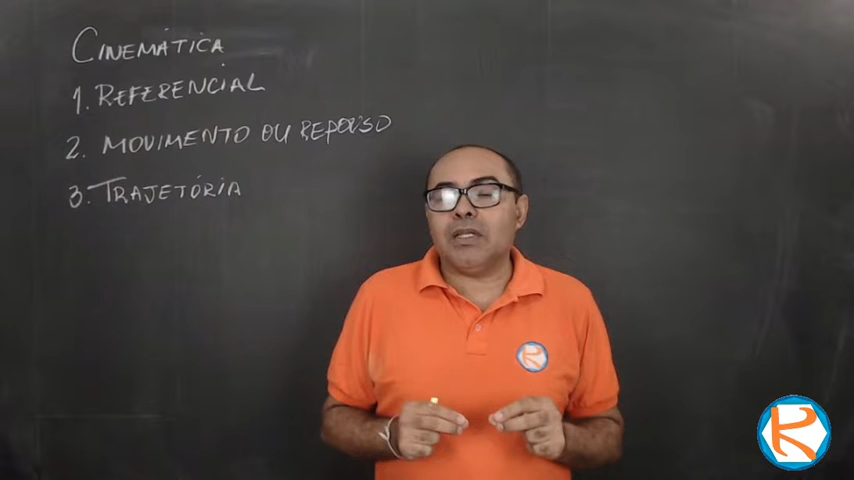 CINEMÁTICA
1. REFERENCIAL
2. MOVIMENTO OU REPOUSO
3. TRAJETÓRIA
R
R